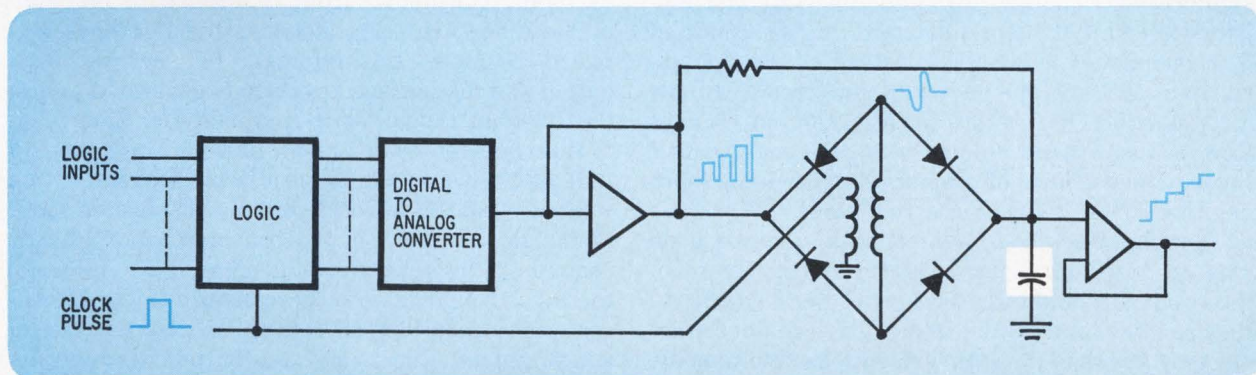 LOGIC
INPUTS
LOGIC
DIGITAL
TO
ANALOG
CONVERTER
CLOCK
PULSE